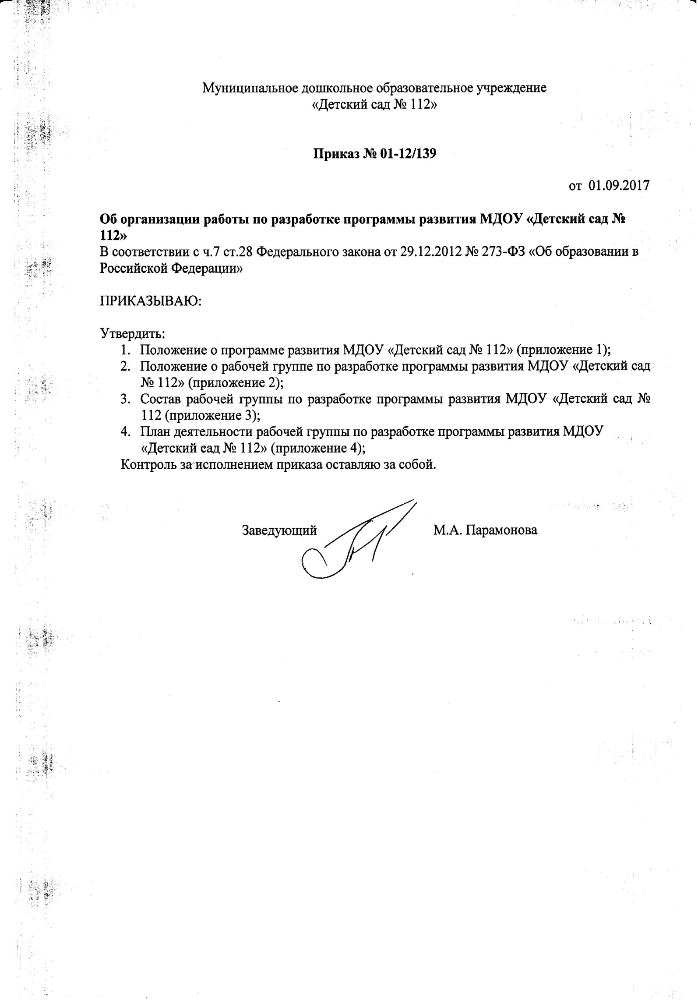 Муниципальное дошкольное образовательное учреждение
«Детский сад № 112»
Приказ № 01-12/139
от 01.09.2017
Об организации работы по разработке программы развития МДОУ «Детский сад №
112»
В соответствии с ч.7 ст.28 Федерального закона от 29.12.2012 № 273-ФЗ «Об образовании в
Российской Федерации»
ПРИКАЗЫВАЮ:
Утвердить:
1. Положение о программе развития МДОУ «Детский сад № 112» (приложение 1);
2. Положение о рабочей группе по разработке программы развития МДОУ «Детский сад
№ 112» (приложение 2);
3. Состав рабочей группы по разработке программы развития МДОУ «Детский сад №
112 (приложение 3);
4. План деятельности рабочей группы по разработке программы развития МДОУ
«Детский сад № 112» (приложение 4);
Контроль за исполнением приказа оставляю за собой.
Заведующий М.А. Парамонова